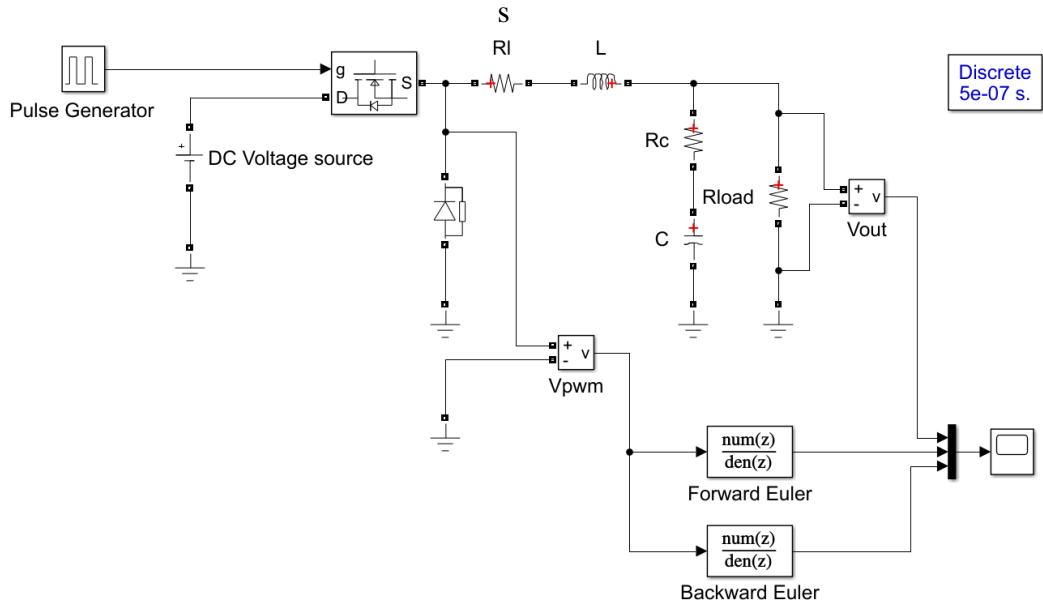 S
Rl
L
g
S
D
Pulse Generator
Discrete
5e-07 s.
+
DC Voltage source
Rc
Rload
+
v
-
Vout
C
+
v
-
Vpwm
num(z)
den(z)
Forward Euler
num(z)
den(z)
Backward Euler